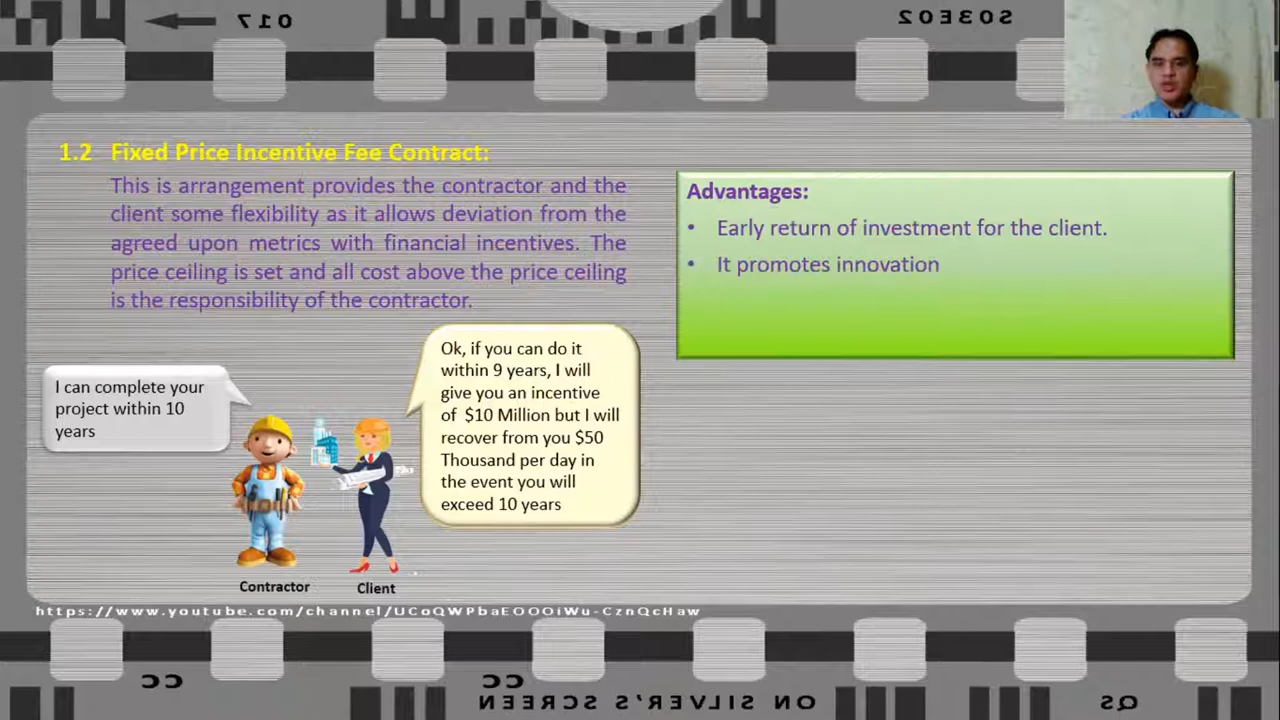 017
S03E02
1.2 Fixed Price Incentive Fee Contract:
This is arrangement provides the contractor and the
client some flexibility as it allows deviation from the
agreed upon metrics with financial incentives. The
price ceiling is set and all cost above the price ceiling
is the responsibility of the contractor.
Advantages:
• Early return of investment for the client.
• It promotes innovation
I can complete your
project within 10
years
Ok, if you can do it
within 9 years, I will
give you an incentive
of $10 Million but I will
recover from you $50
Thousand per day in
the event you will
exceed 10 years
Contractor
Client
https://www.youtube.com/channel/UCoQWPbaEOOOiWu-CznQcHaw
CC
CC
ON SILVER'S SCREEN
QS